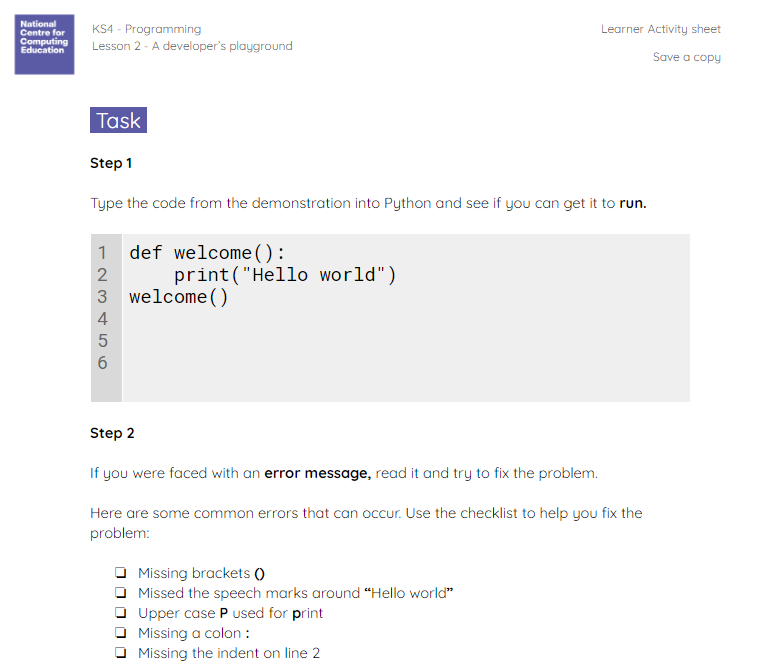 National
Centre for
Computing
Education
KS4 - Programming
Lesson 2 - A developer's playground
Learner Activity sheet
Save a copy
Task
Step 1
Type the code from the demonstration into Python and see if you can get it to run.
1 def welcome():
2     print("Hello world")
3 welcome()
4
5
6
Step 2
If you were faced with an error message, read it and try to fix the problem.
Here are some common errors that can occur. Use the checklist to help you fix the
problem:
❏ Missing brackets ()
❏ Missed the speech marks around “Hello world”
❏ Upper case P used for print
❏ Missing a colon :
❏ Missing the indent on line 2